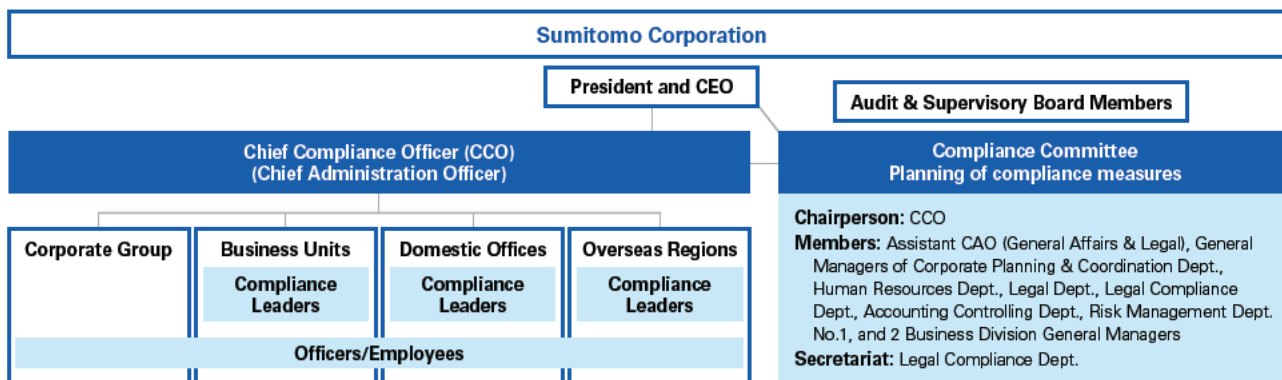 Sumitomo Corporation
President and CEO
Audit & Supervisory Board Members
Chief Compliance Officer (CCO)
(Chief Administration Officer)
Compliance Committee
Planning of compliance measures
Corporate Group
Business Units
Compliance
Leaders
Domestic Offices
Compliance
Leaders
Overseas Regions
Compliance
Leaders
Officers/Employees
Chairperson: CCO
Members: Assistant CAO (General Affairs & Legal), General
Managers of Corporate Planning & Coordination Dept.,
Human Resources Dept., Legal Dept., Legal Compliance
Dept., Accounting Controlling Dept., Risk Management Dept.
No.1, and 2 Business Division General Managers
Secretariat: Legal Compliance Dept.